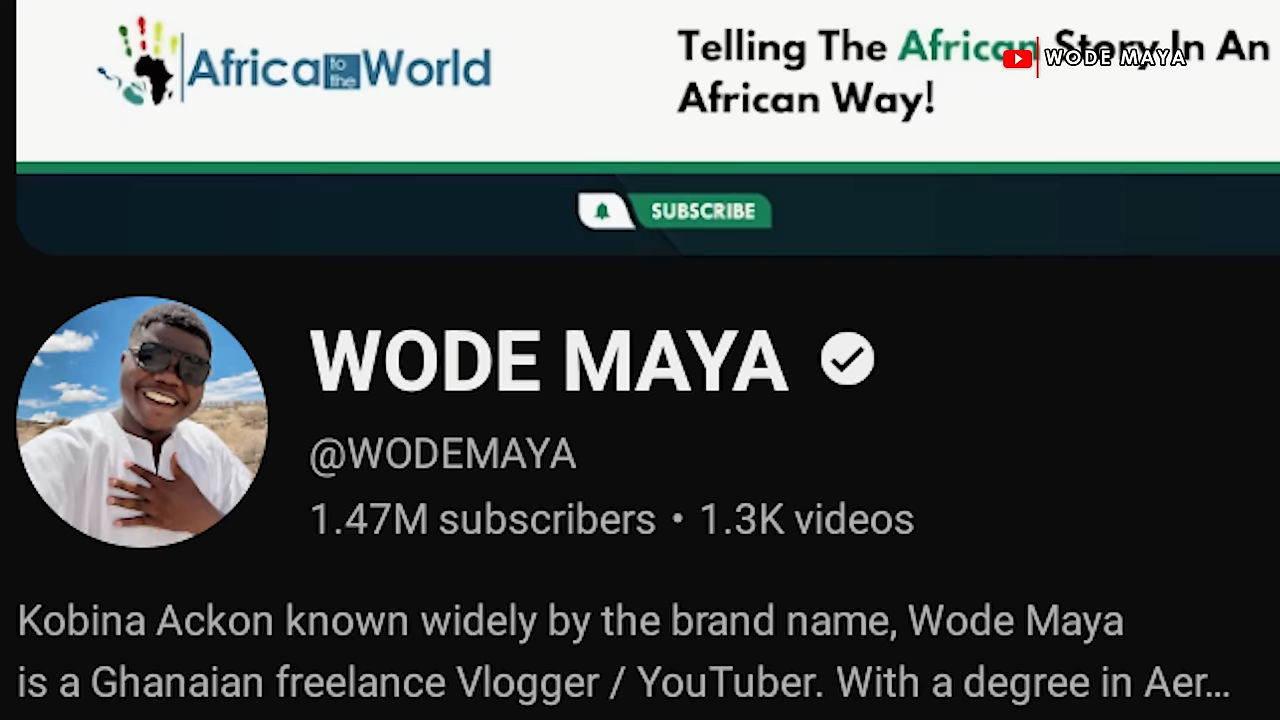 Africa to the World
Telling The African Story In An
African Way!
WODE MAYA
SUBSCRIBE
WODE MAYA
@WODEMAYA
1.47M subscribers • 1.3K videos
Kobina Ackon known widely by the brand name, Wode Maya
is a Ghanaian freelance Vlogger / YouTuber. With a degree in Aer...